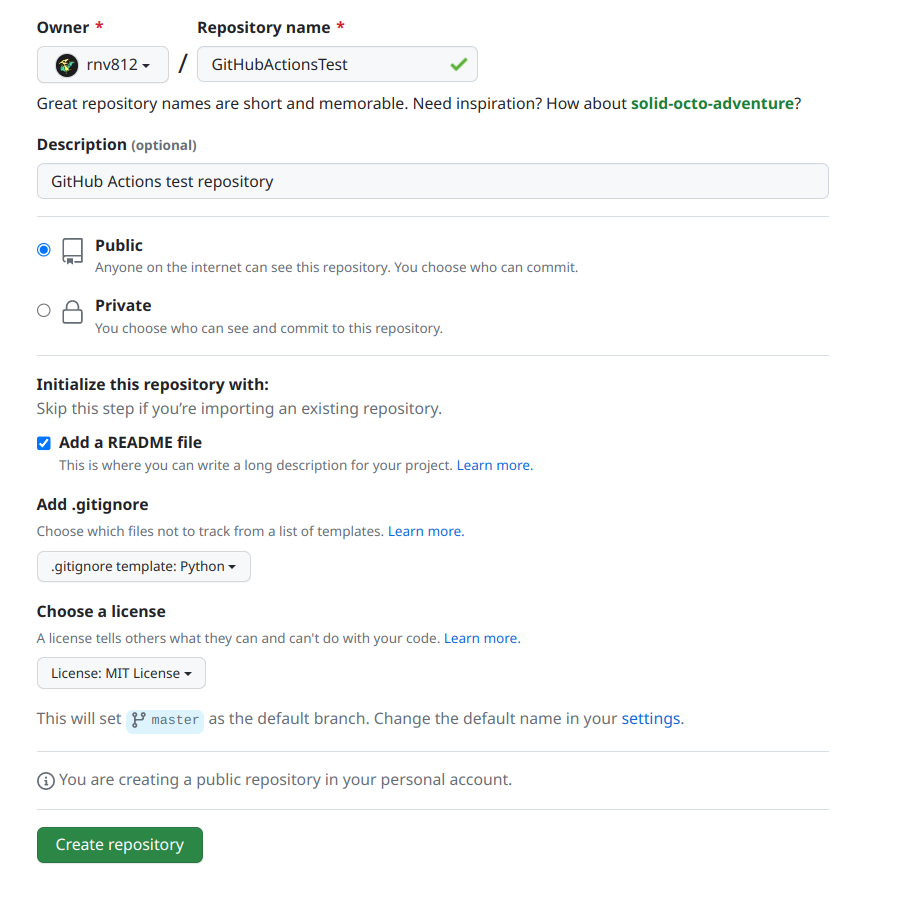 Owner * Repository name *
rnv812 / GitHubActionsTest
Great repository names are short and memorable. Need inspiration? How about solid-octo-adventure?
Description (optional)
GitHub Actions test repository
Public
Anyone on the internet can see this repository. You choose who can commit.
Private
You choose who can see and commit to this repository.
Initialize this repository with:
Skip this step if you’re importing an existing repository.
Add a README file
This is where you can write a long description for your project. Learn more.
Add .gitignore
Choose which files not to track from a list of templates. Learn more.
.gitignore template: Python
Choose a license
A license tells others what they can and can't do with your code. Learn more.
License: MIT License
This will set master as the default branch. Change the default name in your settings.
You are creating a public repository in your personal account.
Create repository